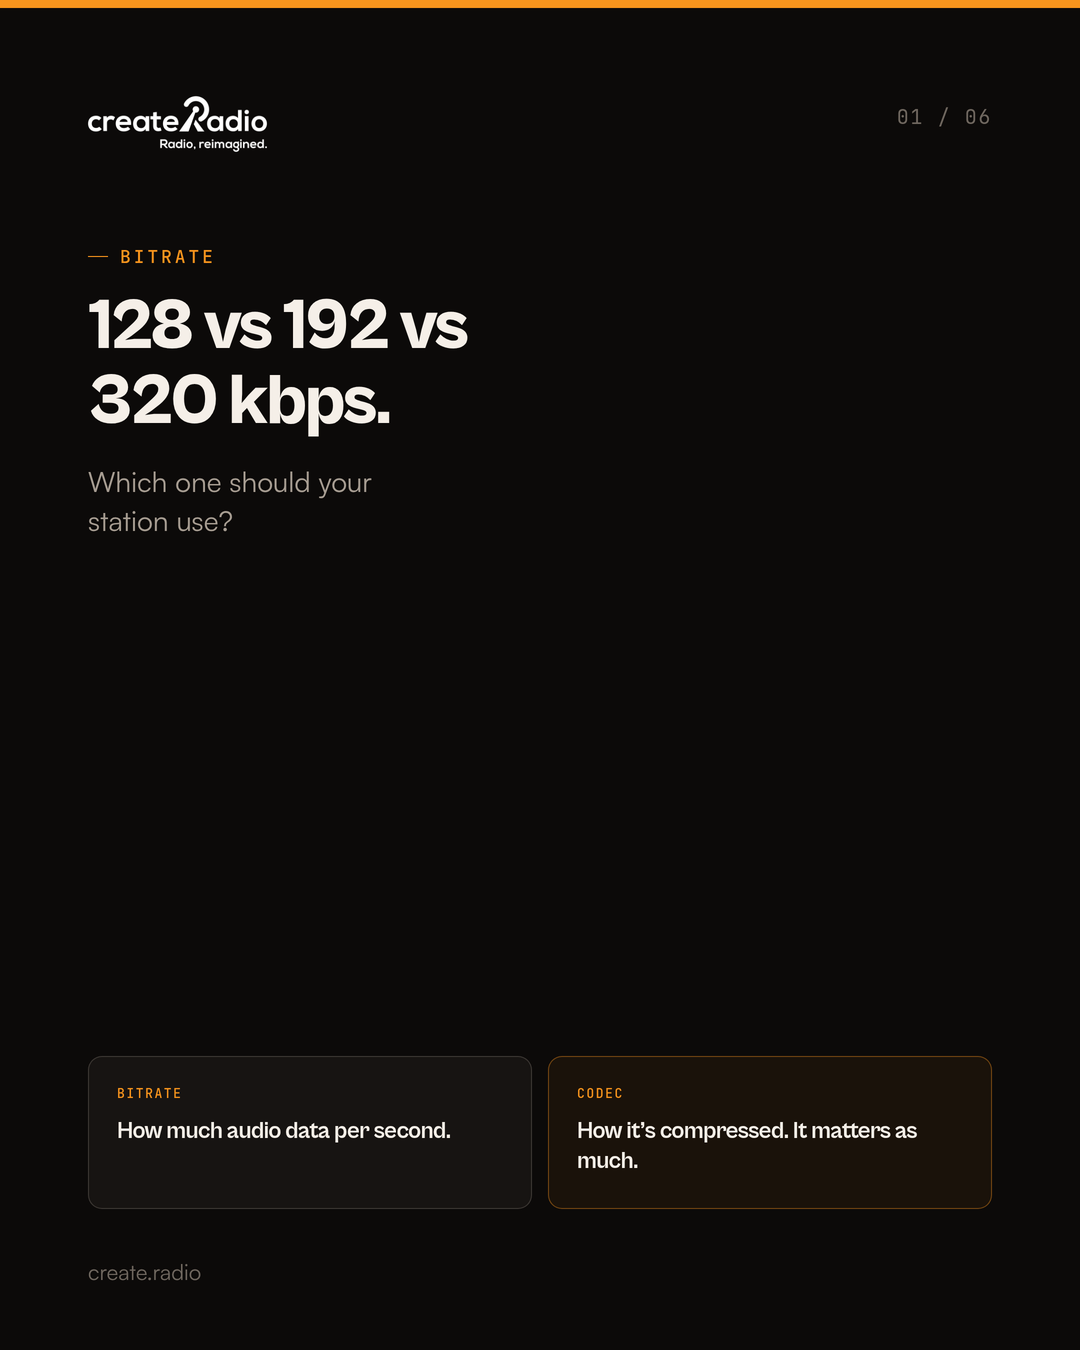 createRadio
Radio, reimagined.
01 / 06
— BITRATE
128 vs 192 vs
320 kbps.
Which one should your
station use?
BITRATE
How much audio data per second.
CODEC
How it’s compressed. It matters as
much.
create.radio